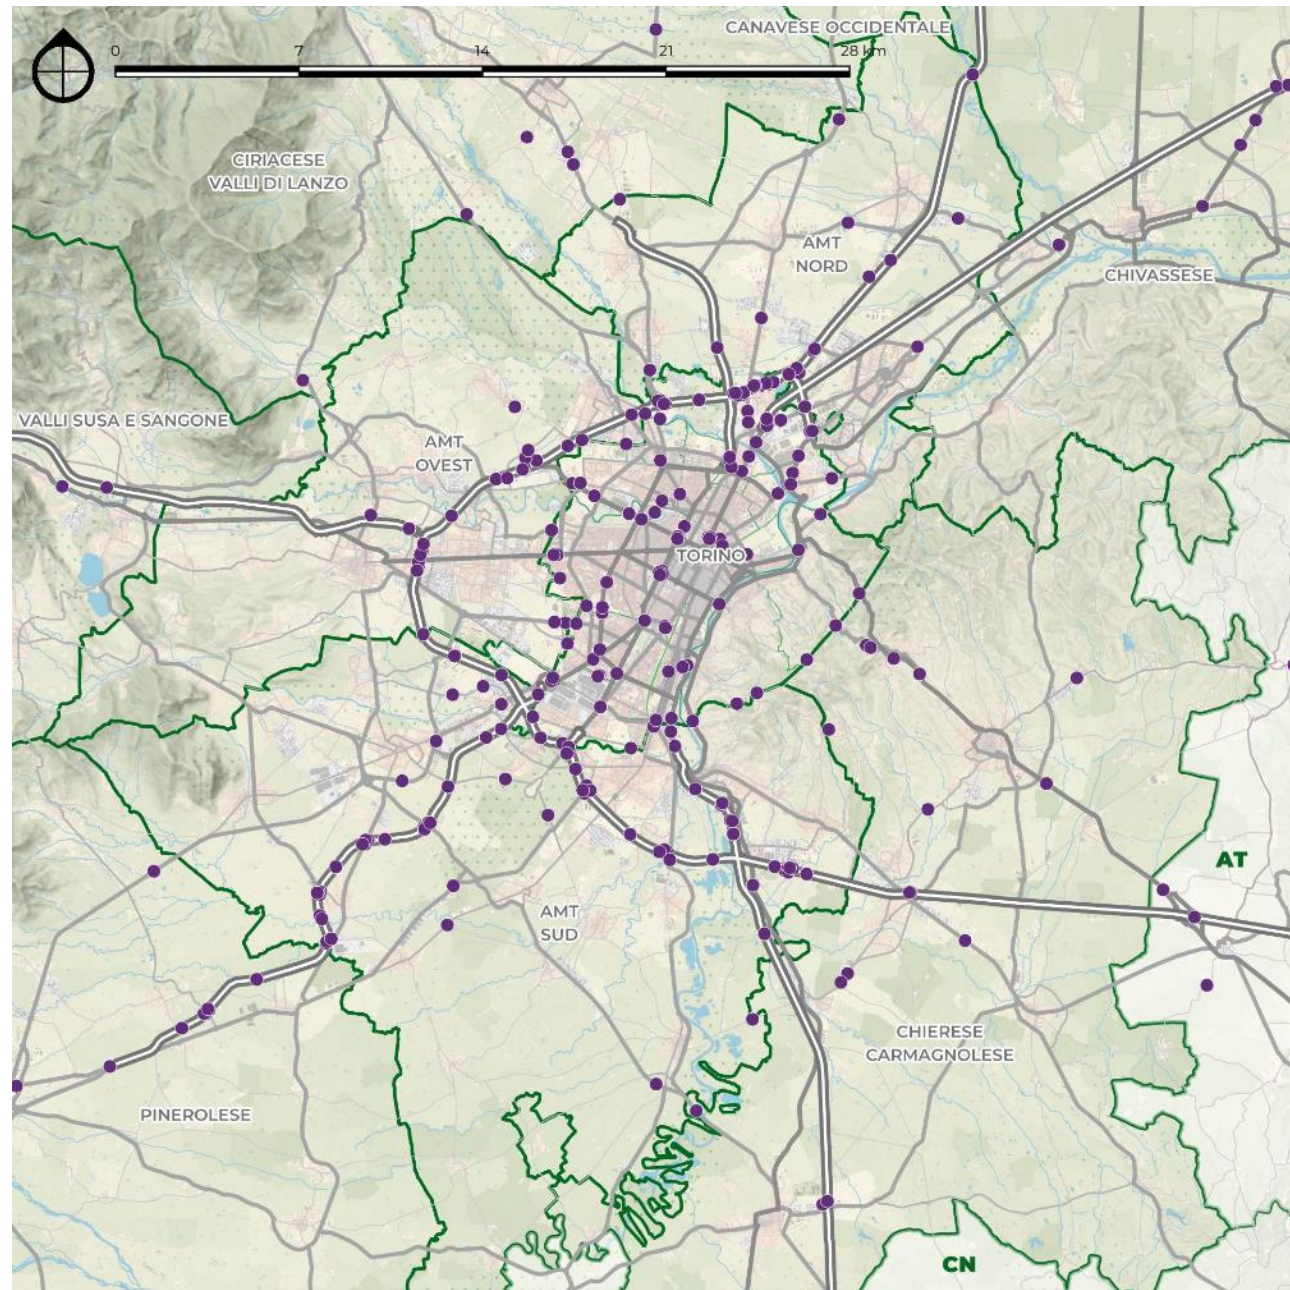 CANAVESE OCCIDENTALE
0 7 14 21 28 km
CIRIACESE
VALLI DI LANZO
AMT
NORD
CHIVASSESE
VALLI SUSA E SANGONE
AMT
OVEST
TORINO
AT
AMT
SUD
CHIERESE
CARMAGNOLESE
PINEROLESE
CN